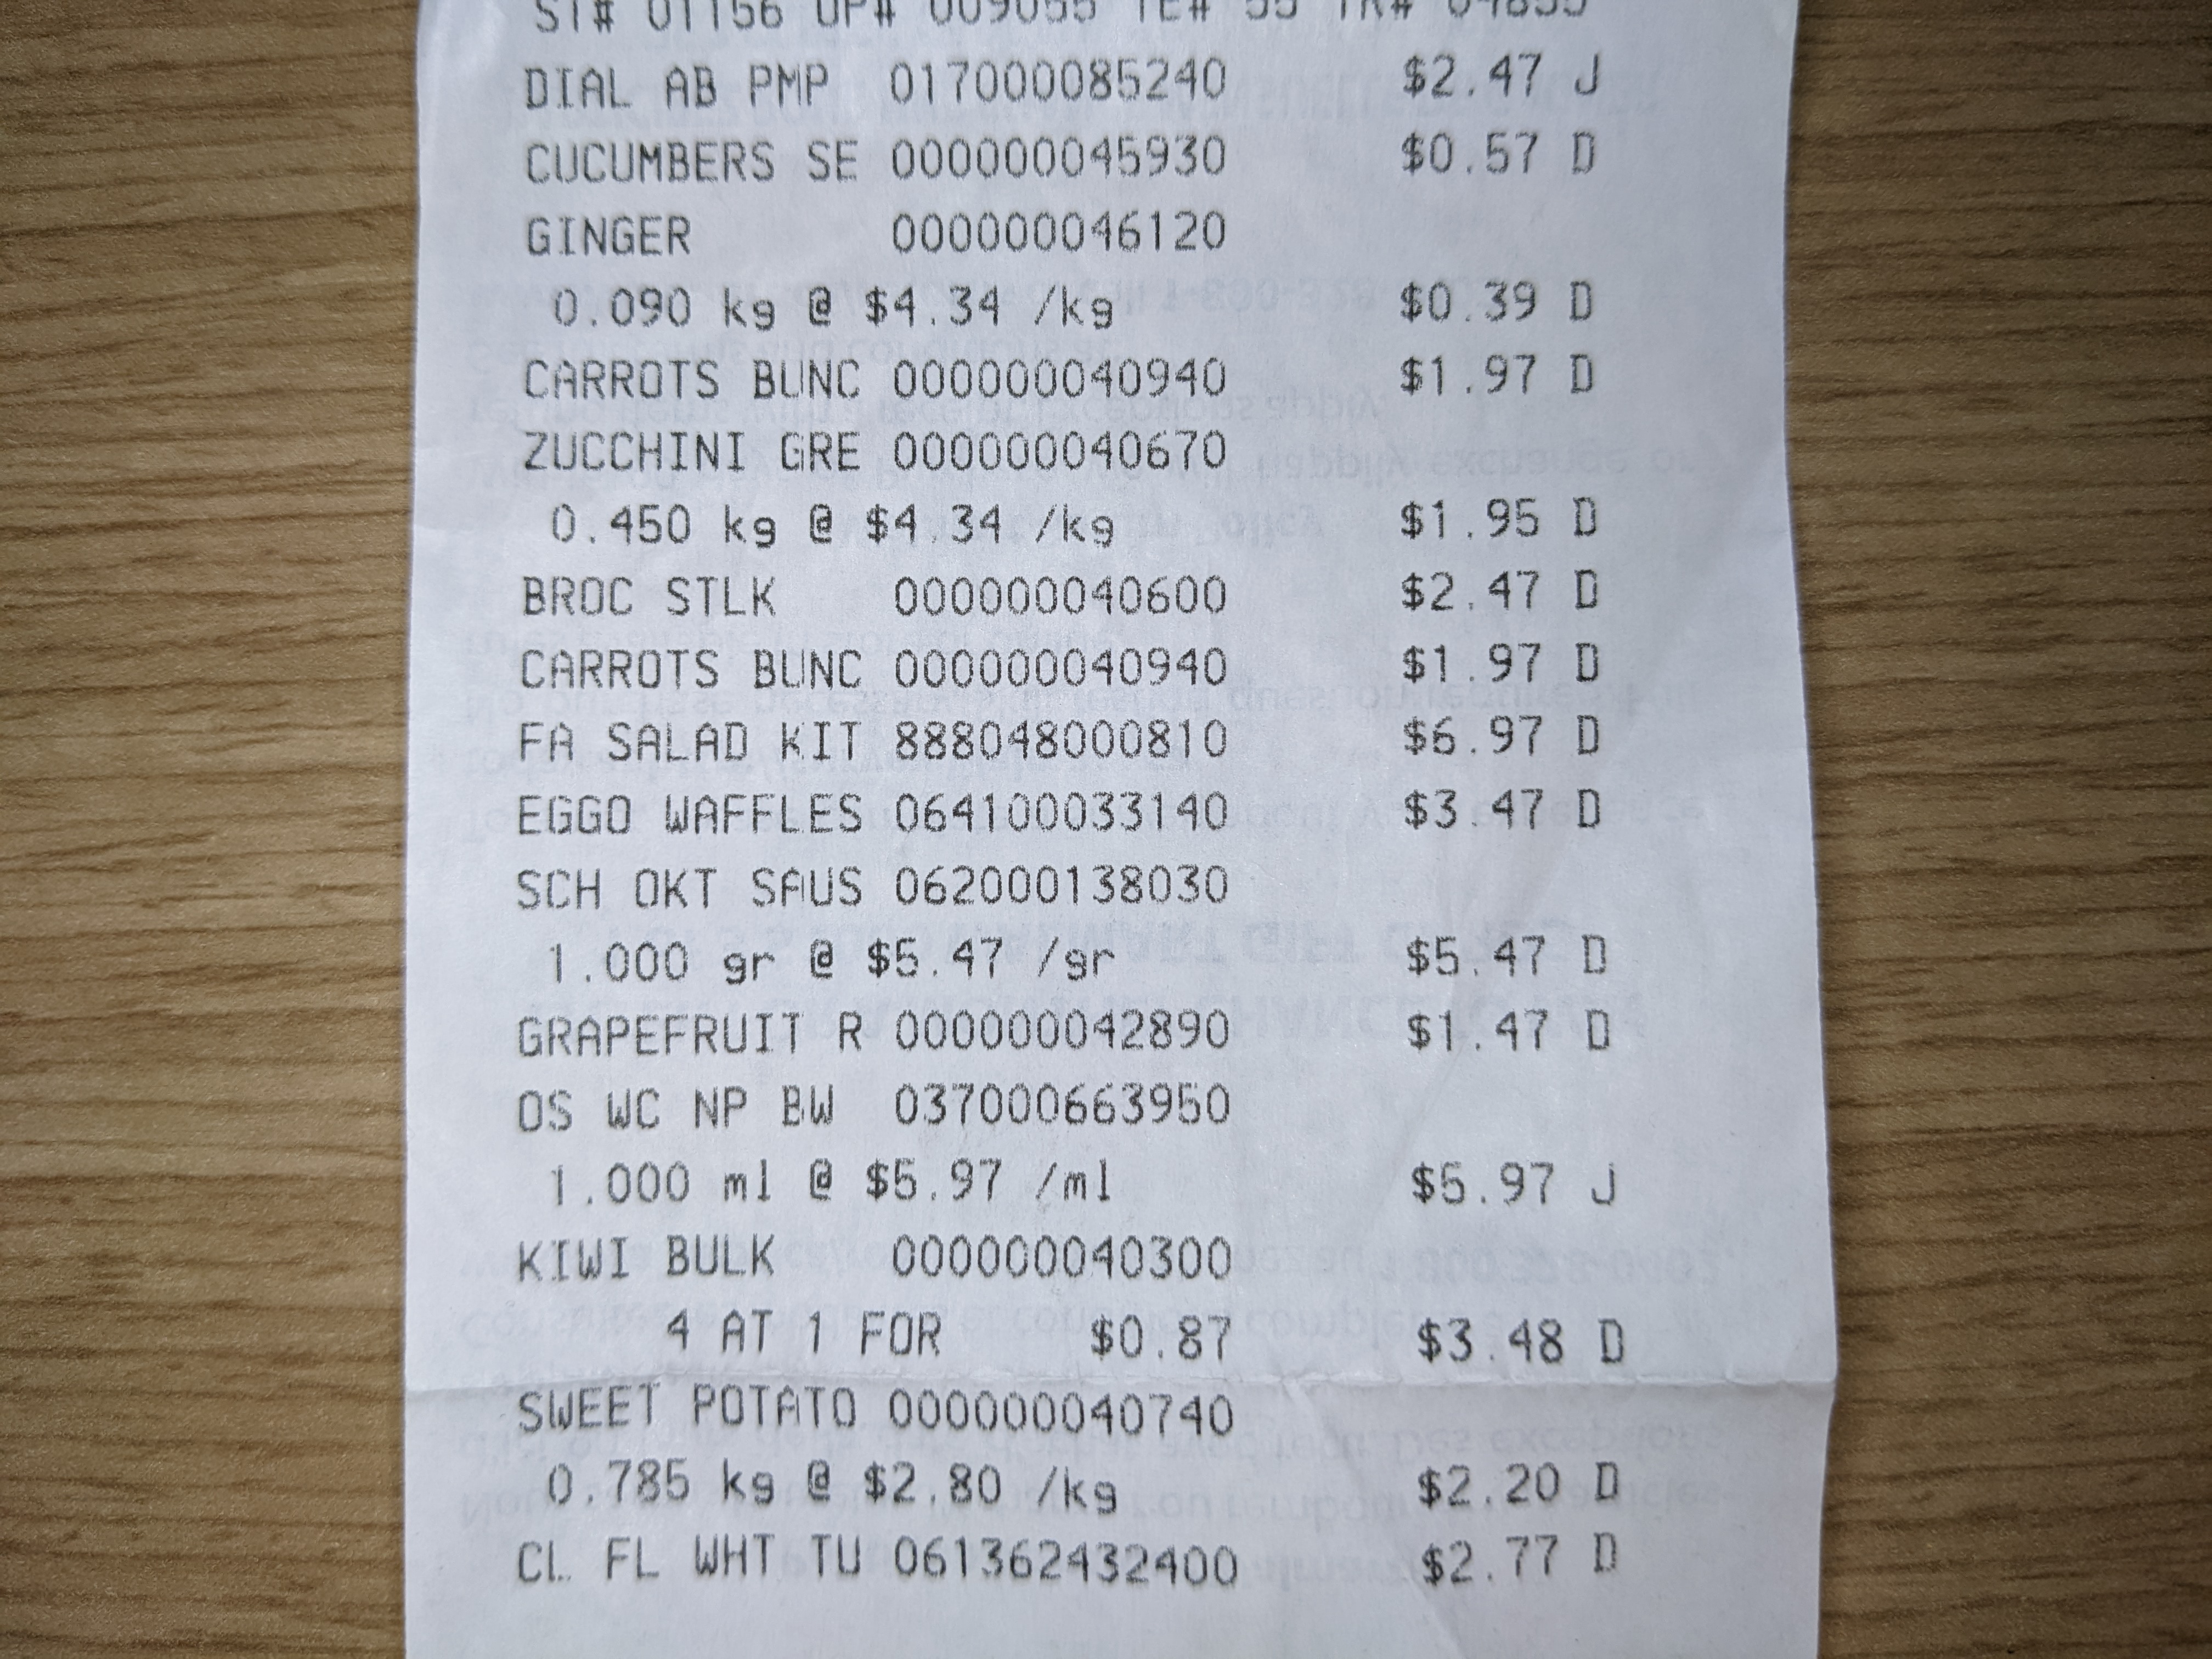 ST# 01156 OP# 009055 TE# 55 TR# 04855
DIAL AB PMP 017000085240 $2.47 J
CUCUMBERS SE 000000045930 $0.57 D
GINGER 000000046120
0.090 kg @ $4.34 /kg $0.39 D
CARROTS BUNC 000000040940 $1.97 D
ZUCCHINI GRE 000000040670
0.450 kg @ $4.34 /kg $1.95 D
BROC STLK 000000040600 $2.47 D
CARROTS BUNC 000000040940 $1.97 D
FA SALAD KIT 888048000810 $6.97 D
EGGO WAFFLES 064100033140 $3.47 D
SCH OKT SAUS 062000138030
1.000 gr @ $5.47 /gr $5.47 D
GRAPEFRUIT R 000000042890 $1.47 D
OS WC NP BW 037000663950
1.000 ml @ $5.97 /ml $5.97 J
KIWI BULK 000000040300
4 AT 1 FOR $0.87 $3.48 D
SWEET POTATO 000000040740
0.785 kg @ $2.80 /kg $2.20 D
CL FL WHT TU 061362432400 $2.77 D